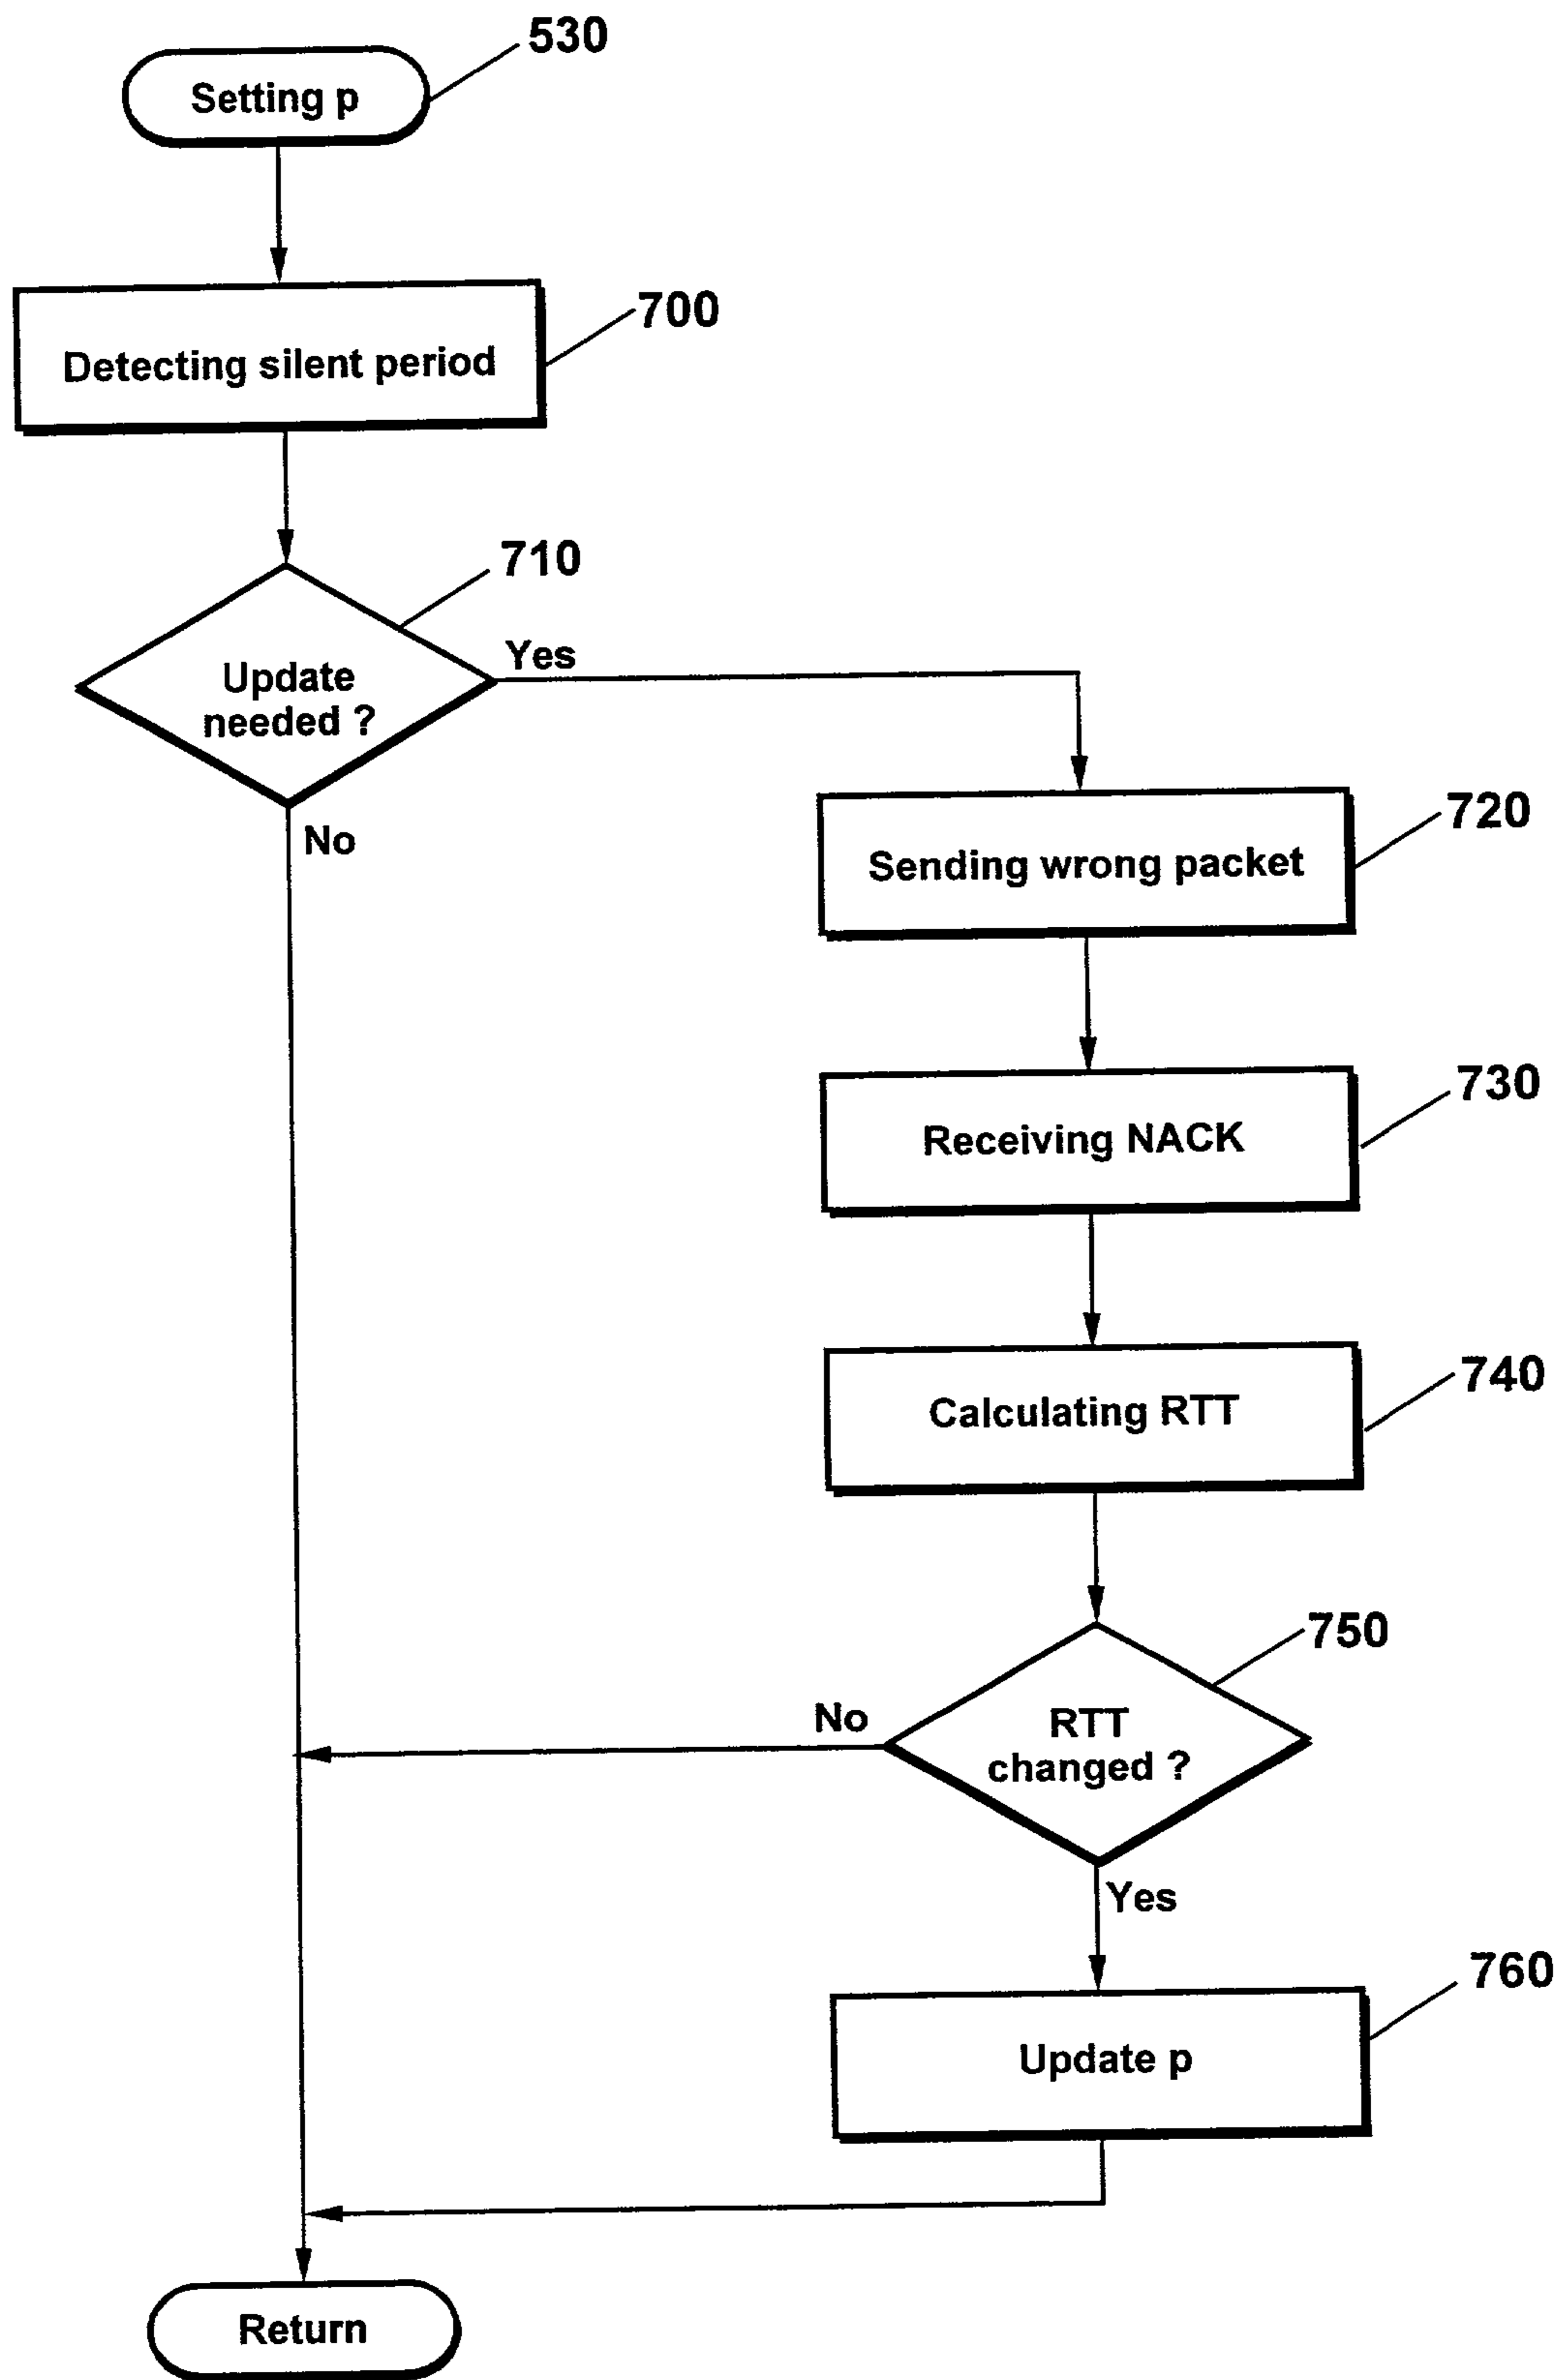 530
Setting p
700
Detecting silent period
710
Yes
Update
needed ?
No
720
Sending wrong packet
730
Receiving NACK
740
Calculating RTT
750
No
RTT
changed ?
Yes
760
Update p
Return